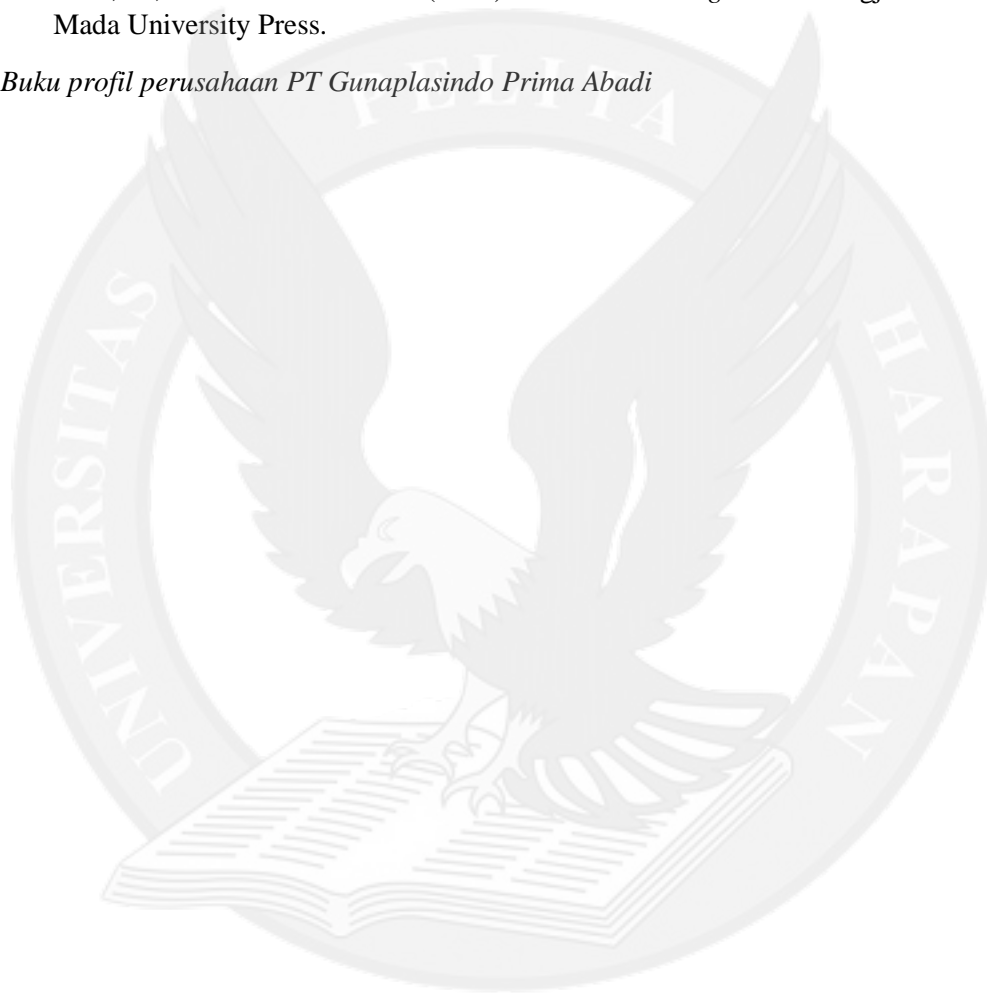 Mada University Press.
Buku profil perusahaan PT Gunaplasindo Prima Abadi
UNIVERSITAS PELITA HARAPAN